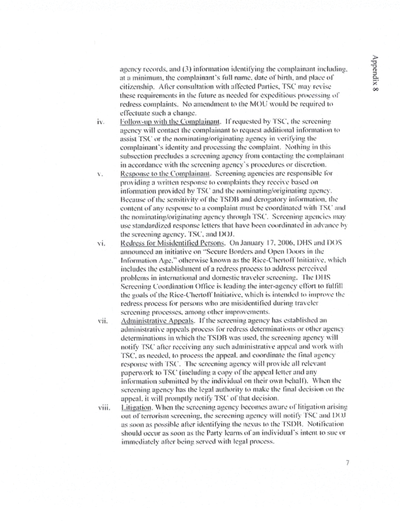 Appendix 8
agency records, and (3) information identifying the complainant including,
at a minimum, the complainant's full name, date of birth, and place of
citizenship. After consultation with affected Parties, TSC may revise
these requirements in the future as needed for expeditious processing of
redress complaints. No amendment to the MOU would be required to
effectuate such a change.
iv. Follow-up with the Complainant. If requested by TSC, the screening
agency will contact the complainant to request additional information to
assist TSC or the nominating/originating agency in verifying the
complainant's identity and processing the complaint. Nothing in this
subsection precludes a screening agency from contacting the complainant
in accordance with the screening agency's procedures or discretion.
v. Response to the Complainant. Screening agencies are responsible for
providing a written response to complaints they receive based on
information provided by TSC and the nominating/originating agency.
Because of the sensitivity of the TSDB and derogatory information, the
content of any response to a complaint must be coordinated with TSC and
the nominating/originating agency through TSC. Screening agencies may
use standardized response letters that have been coordinated in advance by
the screening agency, TSC, and DOJ.
vi. Redress for Misidentified Persons. On January 17, 2006, DHS and DOS
announced an initiative on "Secure Borders and Open Doors in the
Information Age," otherwise known as the Rice-Chertoff Initiative, which
includes the establishment of a redress process to address perceived
problems in international and domestic traveler screening. The DHS
Screening Coordination Office is leading the inter-agency effort to fulfill
the goals of the Rice-Chertoff Initiative, which is intended to improve the
redress process for persons who are misidentified during traveler
screening processes, among other improvements.
vii. Administrative Appeals. If the screening agency has established an
administrative appeals process for redress determinations or other agency
determinations in which the TSDB was used, the screening agency will
notify TSC after receiving any such administrative appeal and work with
TSC, as needed, to process the appeal, and coordinate the final agency
response with TSC. The screening agency will provide all relevant
paperwork to TSC (including a copy of the appeal letter and any
information submitted by the individual on their own behalf). When the
screening agency has the legal authority to make the final decision on the
appeal, it will promptly notify TSC of that decision.
viii. Litigation. When the screening agency becomes aware of litigation arising
out of terrorism screening, the screening agency will notify TSC and DOJ
as soon as possible after identifying the nexus to the TSDB. Notification
should occur as soon as the Party learns of an individual's intent to sue or
immediately after being served with legal process.
7